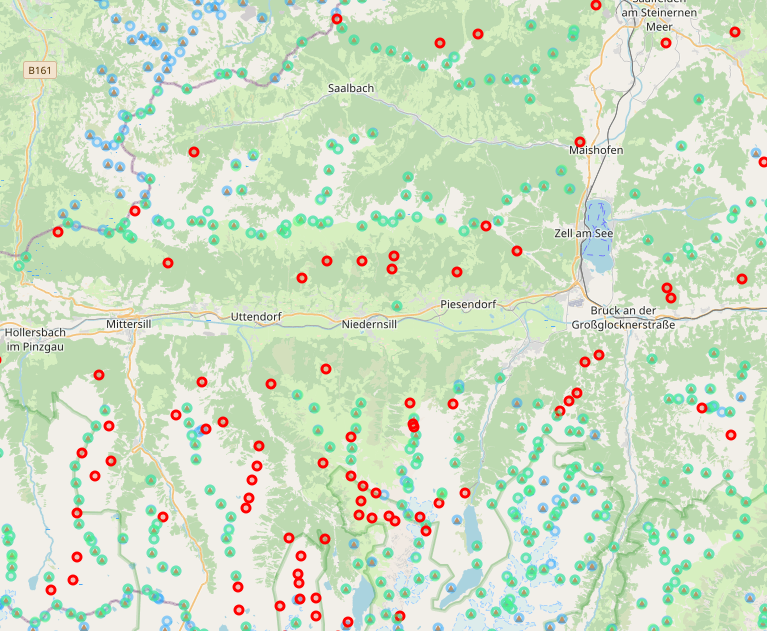 Saalfelden
am Steinernen
Meer
B161
Saalbach
Maishofen
Zell am See
Piesendorf
Uttendorf
Mittersill
Niedernsill
Bruck an der
Großglocknerstraße
Hollersbach
im Pinzgau